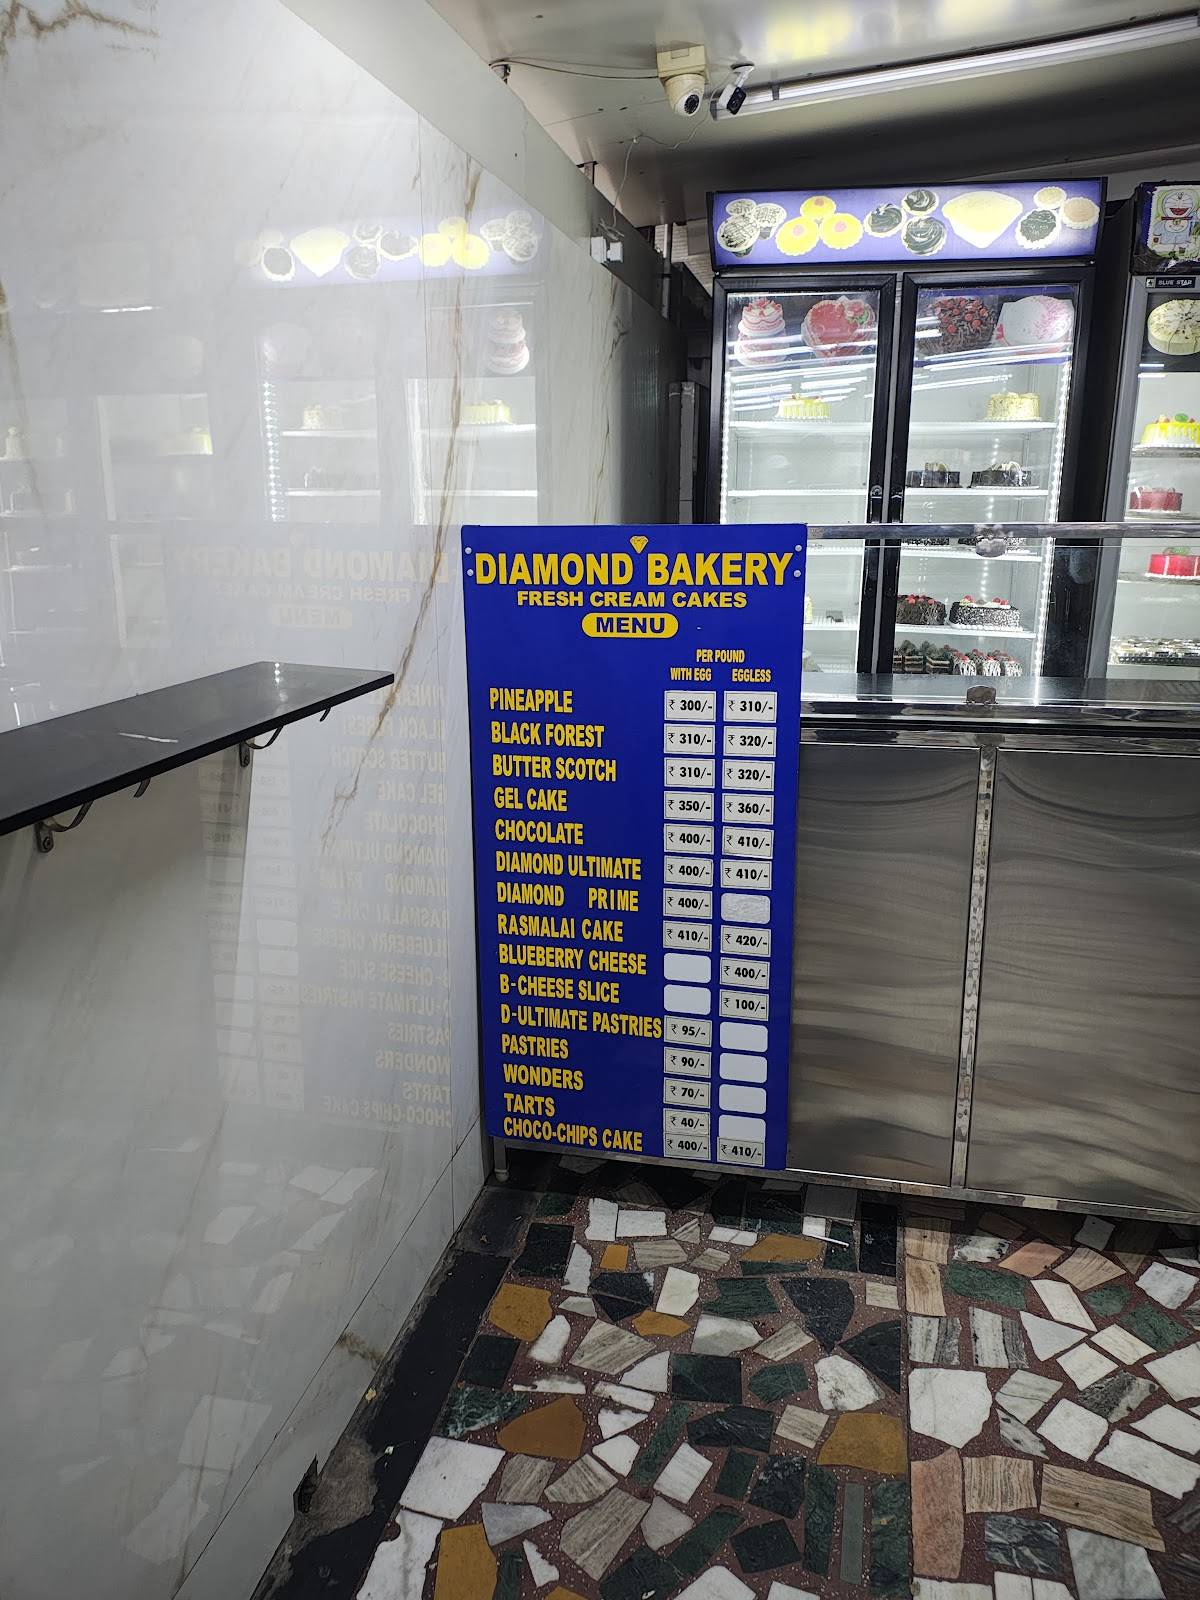 BLUE STAR
DIAMOND BAKERY
FRESH CREAM CAKES
MENU
PER POUND
WITH EGG EGGLESS
PINEAPPLE ₹ 300/- ₹ 310/-
BLACK FOREST ₹ 310/- ₹ 320/-
BUTTER SCOTCH ₹ 310/- ₹ 320/-
GEL CAKE ₹ 350/- ₹ 360/-
CHOCOLATE ₹ 400/- ₹ 410/-
DIAMOND ULTIMATE ₹ 400/- ₹ 410/-
DIAMOND PRIME ₹ 400/-
RASMALAI CAKE ₹ 410/- ₹ 420/-
BLUEBERRY CHEESE ₹ 400/-
B-CHEESE SLICE ₹ 100/-
D-ULTIMATE PASTRIES ₹ 95/-
PASTRIES ₹ 90/-
WONDERS ₹ 70/-
TARTS ₹ 40/-
CHOCO-CHIPS CAKE ₹ 400/- ₹ 410/-